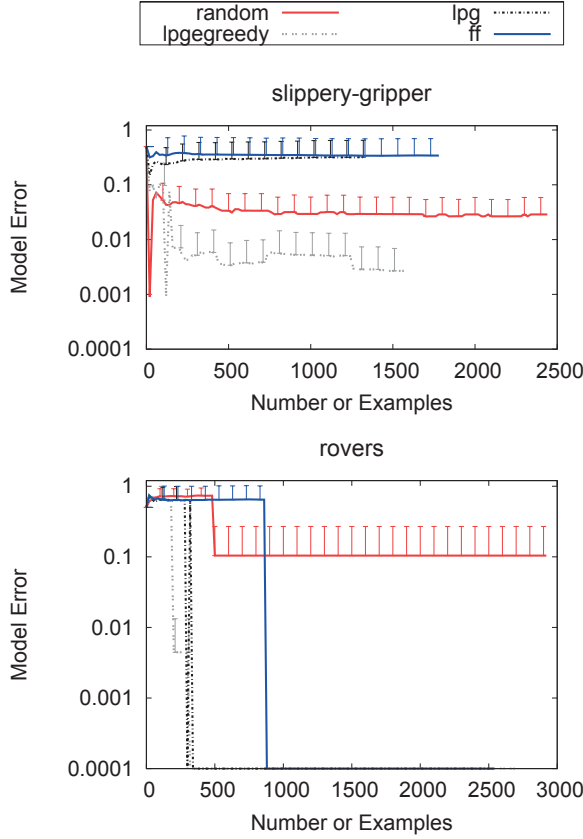 random
lpg
lpgegreedy
ff
slippery-gripper
1
0.1
0.01
0.001
0.0001
Model Error
0
500
1000
1500
2000
2500
Number or Examples
rovers
1
0.1
0.01
0.001
0.0001
Model Error
0
500
1000
1500
2000
2500
3000
Number or Examples